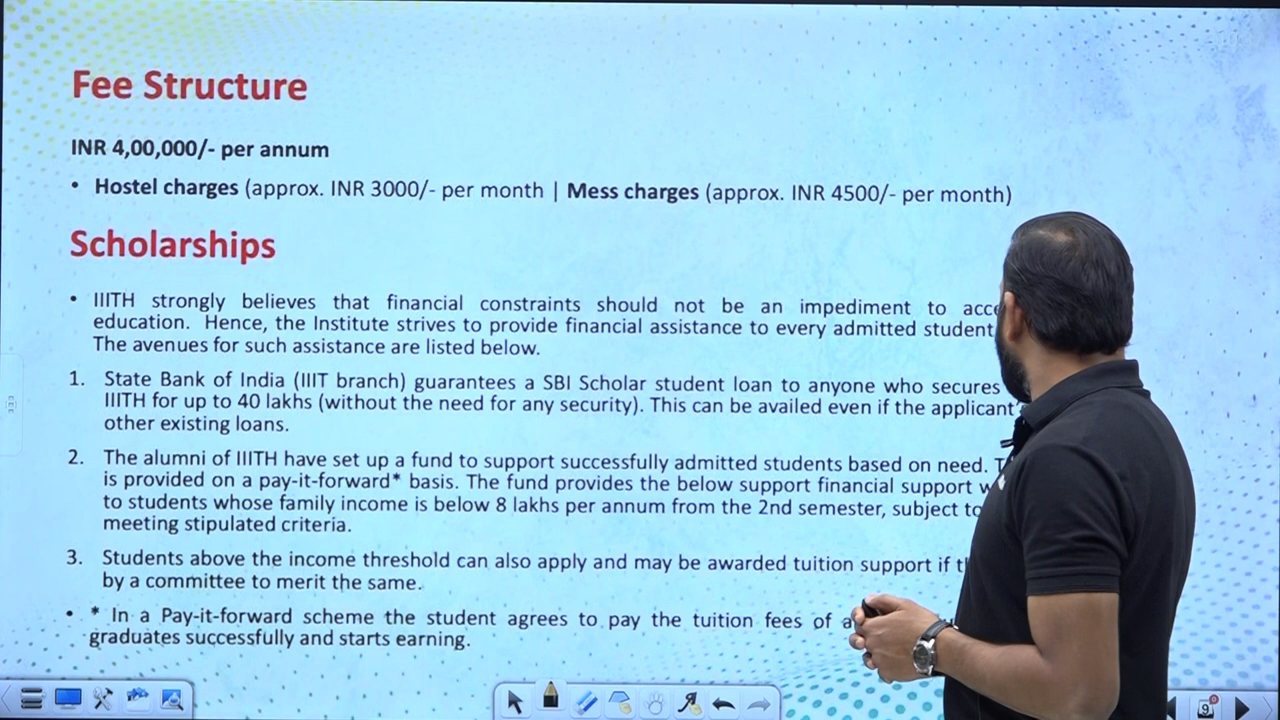 Fee Structure
INR 4,00,000/- per annum
• Hostel charges (approx. INR 3000/- per month | Mess charges (approx. INR 4500/- per month)
Scholarships
• IIITH strongly believes that financial constraints should not be an impediment to
education. Hence, the Institute strives to provide financial assistance to every admitted student
The avenues for such assistance are listed below.
1. State Bank of India (IIIT branch) guarantees a SBI Scholar student loan to anyone who secures
IIITH for up to 40 lakhs (without the need for any security). This can be availed even if the applicant
other existing loans.
2. The alumni of IIITH have set up a fund to support successfully admitted students based on need.
is provided on a pay-it-forward* basis. The fund provides the below support financial support
to students whose family income is below 8 lakhs per annum from the 2nd semester, subject to
meeting stipulated criteria.
3. Students above the income threshold can also apply and may be awarded tuition support if
by a committee to merit the same.
• * In a Pay-it-forward scheme the student agrees to pay the tuition fees of
graduates successfully and starts earning.
9